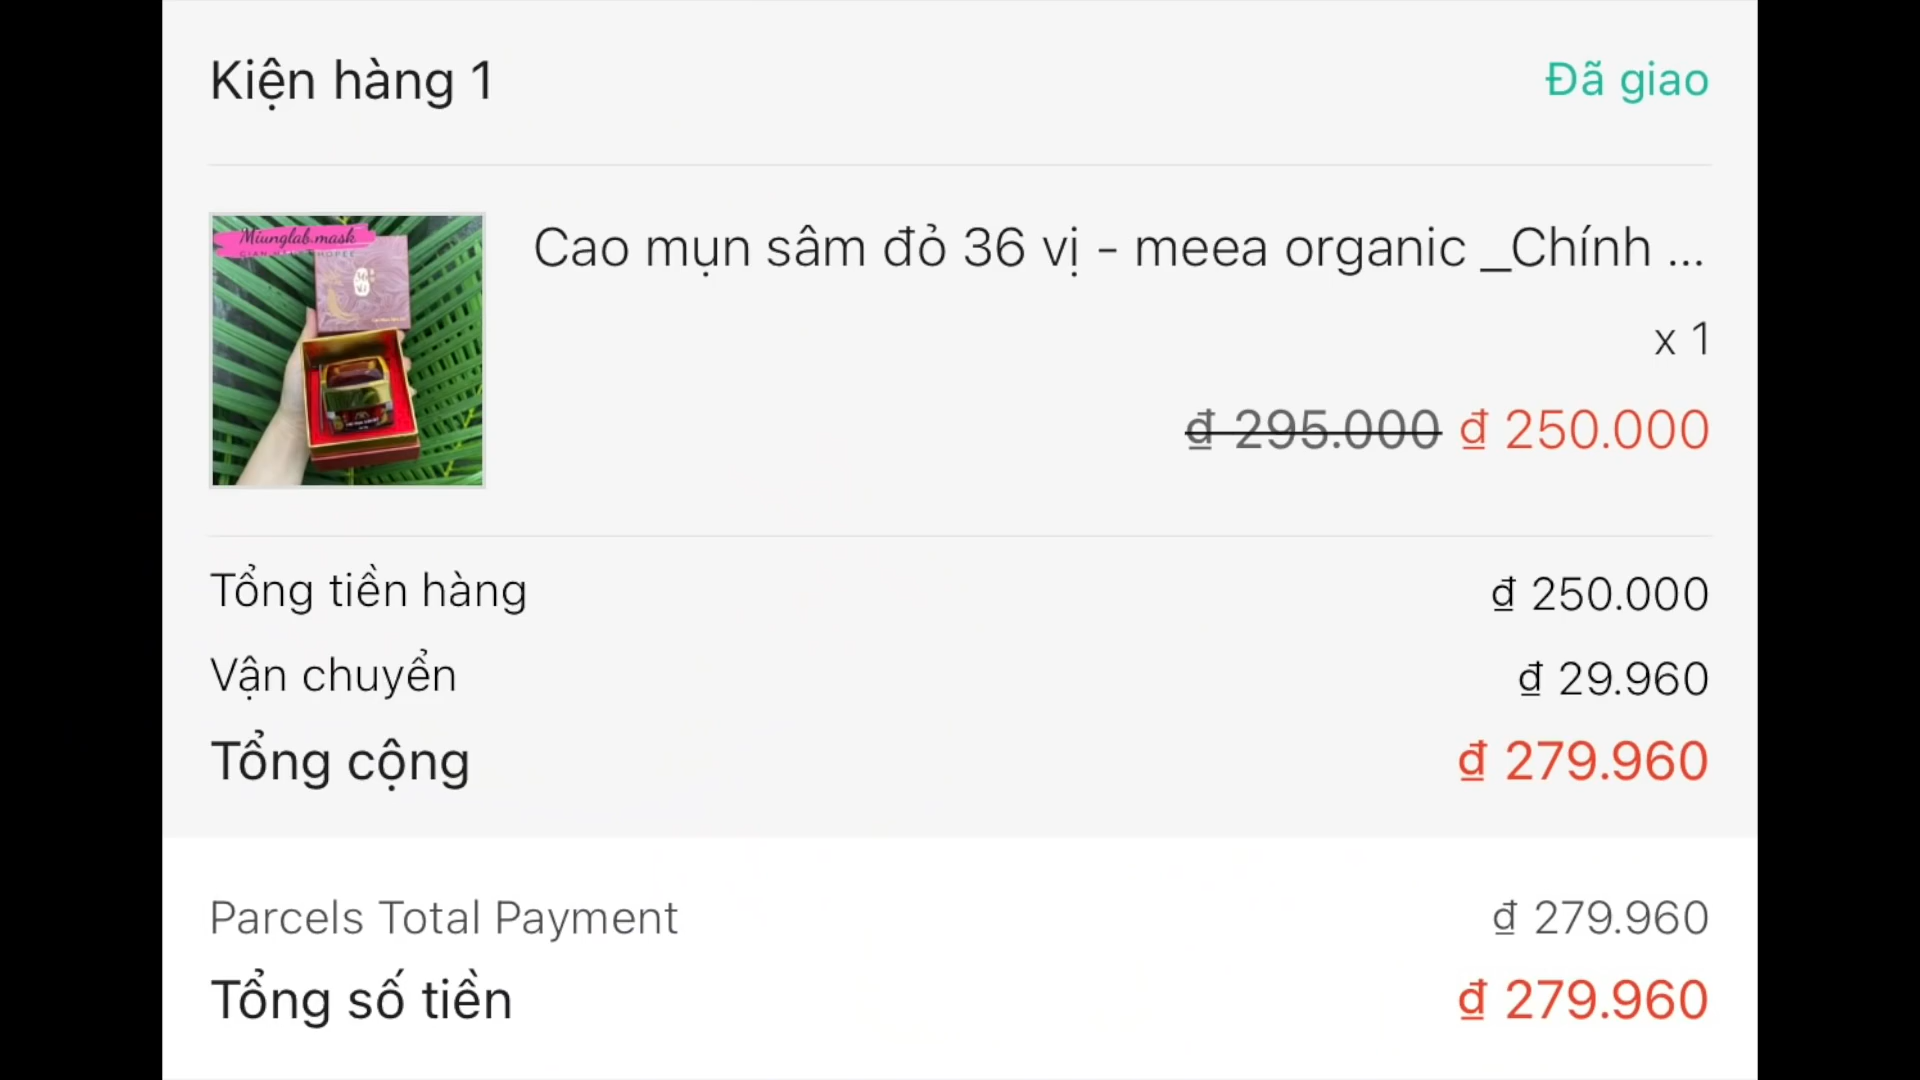 Kiện hàng 1
Đã giao
Miunglab.mask
Cao mụn sâm đỏ 36 vị - meea organic _Chính ...
x 1
₫ 295.000 ₫ 250.000
Tổng tiền hàng
₫ 250.000
Vận chuyển
₫ 29.960
Tổng cộng
₫ 279.960
Parcels Total Payment
₫ 279.960
Tổng số tiền
₫ 279.960